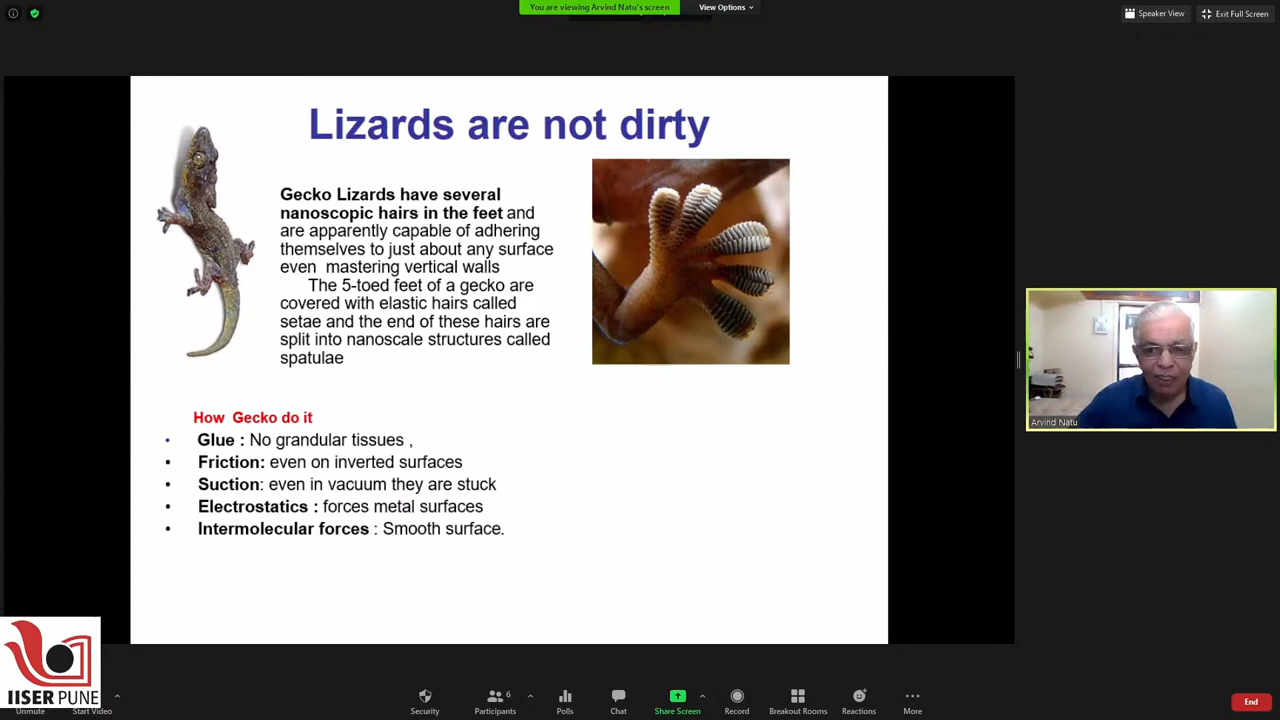 You are viewing Arvind Natu's screen
View Options
Speaker View
Exit Full Screen
Lizards are not dirty
Gecko Lizards have several
nanoscopic hairs in the feet and
are apparently capable of adhering
themselves to just about any surface
even mastering vertical walls
The 5-toed feet of a gecko are
covered with elastic hairs called
setae and the end of these hairs are
split into nanoscale structures called
spatulae
How Gecko do it
• Glue : No grandular tissues ,
• Friction: even on inverted surfaces
• Suction: even in vacuum they are stuck
• Electrostatics : forces metal surfaces
• Intermolecular forces : Smooth surface.
Arvind Natu
IISER PUNE
Unmute
Start Video
Security
Participants 6
Polls
Chat
Share Screen
Record
Breakout Rooms
Reactions
More
End